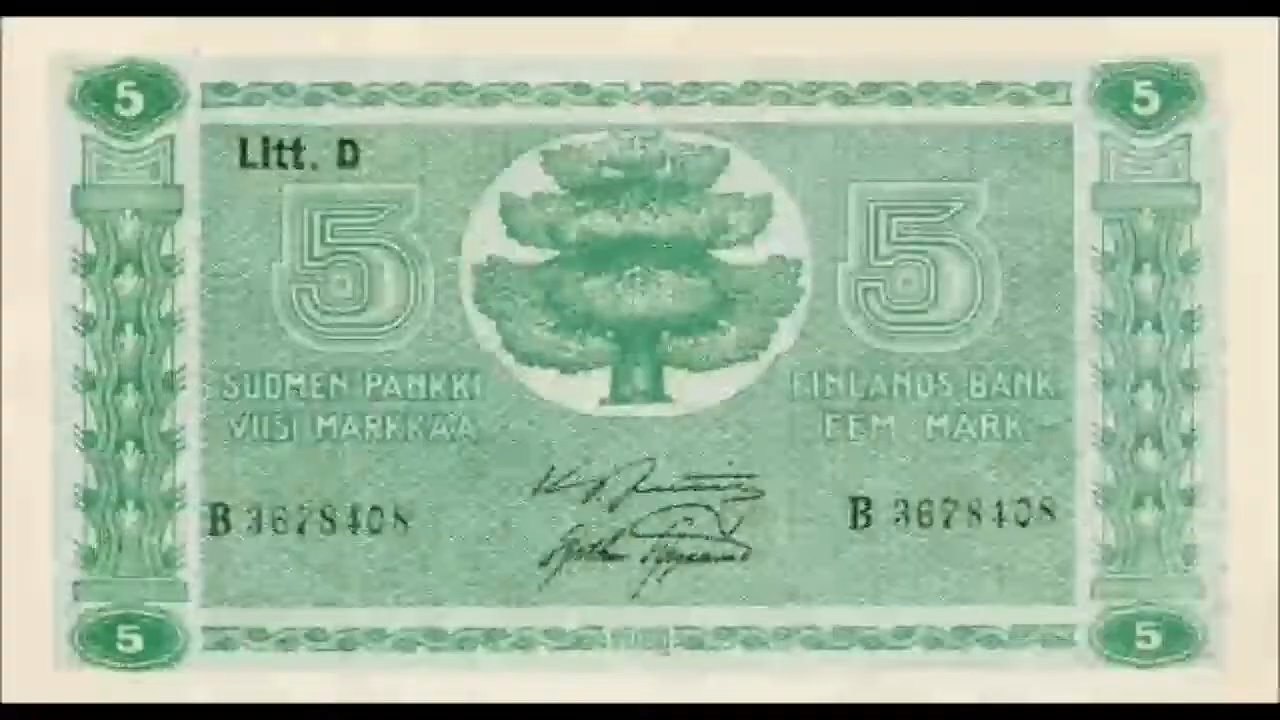 5 5
Litt. D
5 5
SUOMEN PANKKI FINLANDS BANK
VIISI MARKKAA FEM MARK
B 3678408 B 3678408
5 5